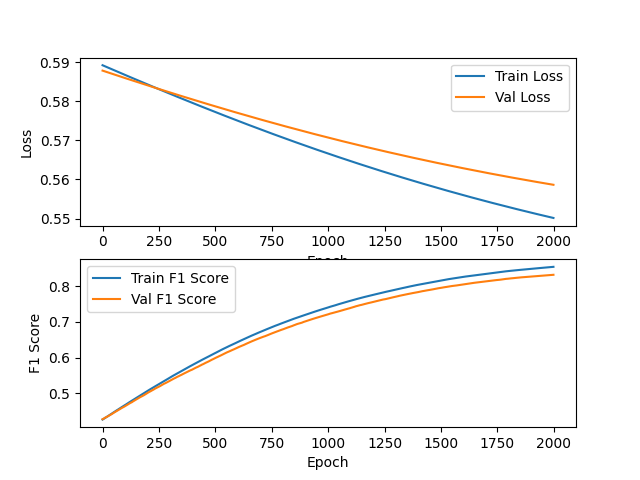 0.59
0.58
0.57
0.56
0.55
Loss
Train Loss
Val Loss
0 250 500 750 1000 1250 1500 1750 2000
Epoch
0.8
0.7
0.6
0.5
F1 Score
Train F1 Score
Val F1 Score
0 250 500 750 1000 1250 1500 1750 2000
Epoch